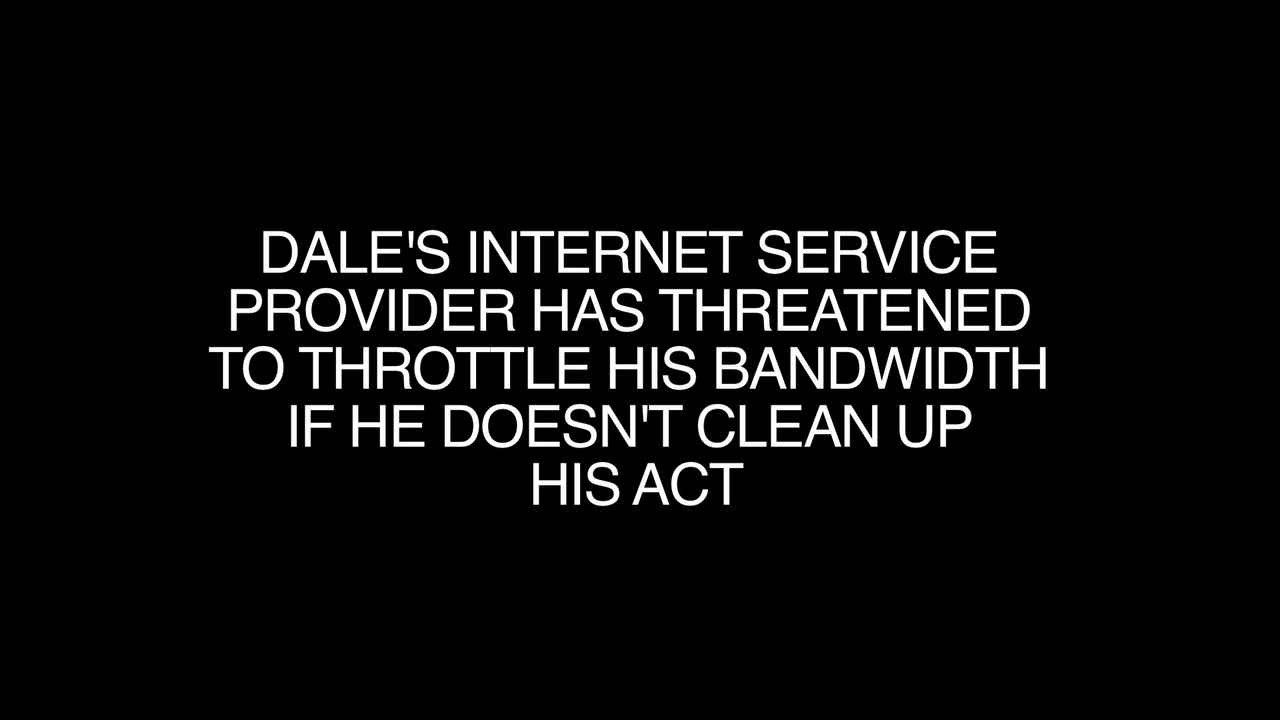 DALE'S INTERNET SERVICE
PROVIDER HAS THREATENED
TO THROTTLE HIS BANDWIDTH
IF HE DOESN'T CLEAN UP
HIS ACT